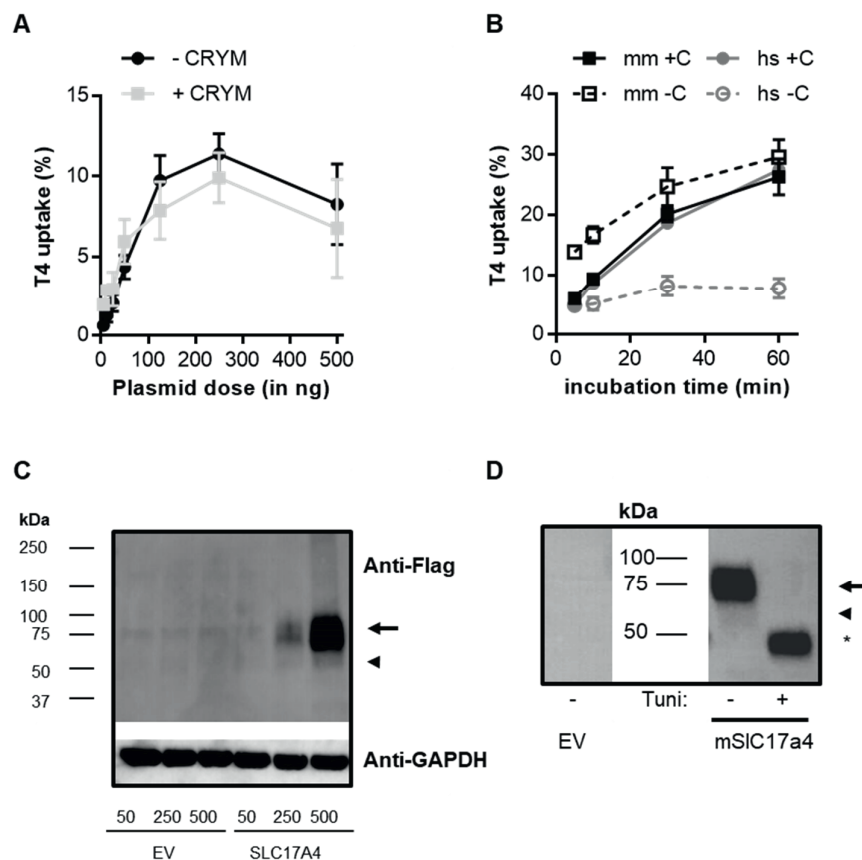 A
- CRYM
+ CRYM
15
10
5
0
T4 uptake (%)
0 100 200 300 400 500
Plasmid dose (in ng)
B
mm +C hs +C
mm -C hs -C
40
30
20
10
0
T4 uptake (%)
0 20 40 60
incubation time (min)
C
kDa
250
150
100
75
50
37
Anti-Flag
Anti-GAPDH
50 250 500 50 250 500
EV SLC17A4
D
kDa
100
75
50
*
- Tuni: - +
EV mSlC17a4